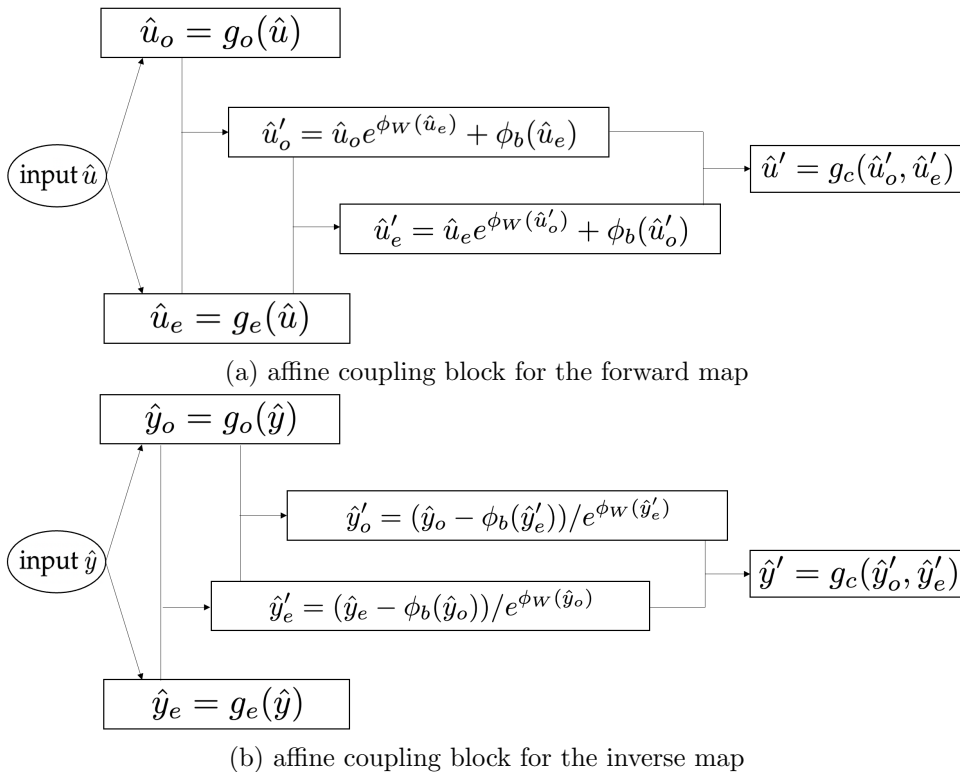 û_o = g_o(û)
û'_o = û_o e^{ϕ_W(û_e)} + ϕ_b(û_e)
input û
û' = g_c(û'_o, û'_e)
û'_e = û_e e^{ϕ_W(û'_o)} + ϕ_b(û'_o)
û_e = g_e(û)
(a) affine coupling block for the forward map
ŷ_o = g_o(ŷ)
ŷ'_o = (ŷ_o − ϕ_b(ŷ'_e))/e^{ϕ_W(ŷ'_e)}
input ŷ
ŷ' = g_c(ŷ'_o, ŷ'_e)
ŷ'_e = (ŷ_e − ϕ_b(ŷ_o))/e^{ϕ_W(ŷ_o)}
ŷ_e = g_e(ŷ)
(b) affine coupling block for the inverse map